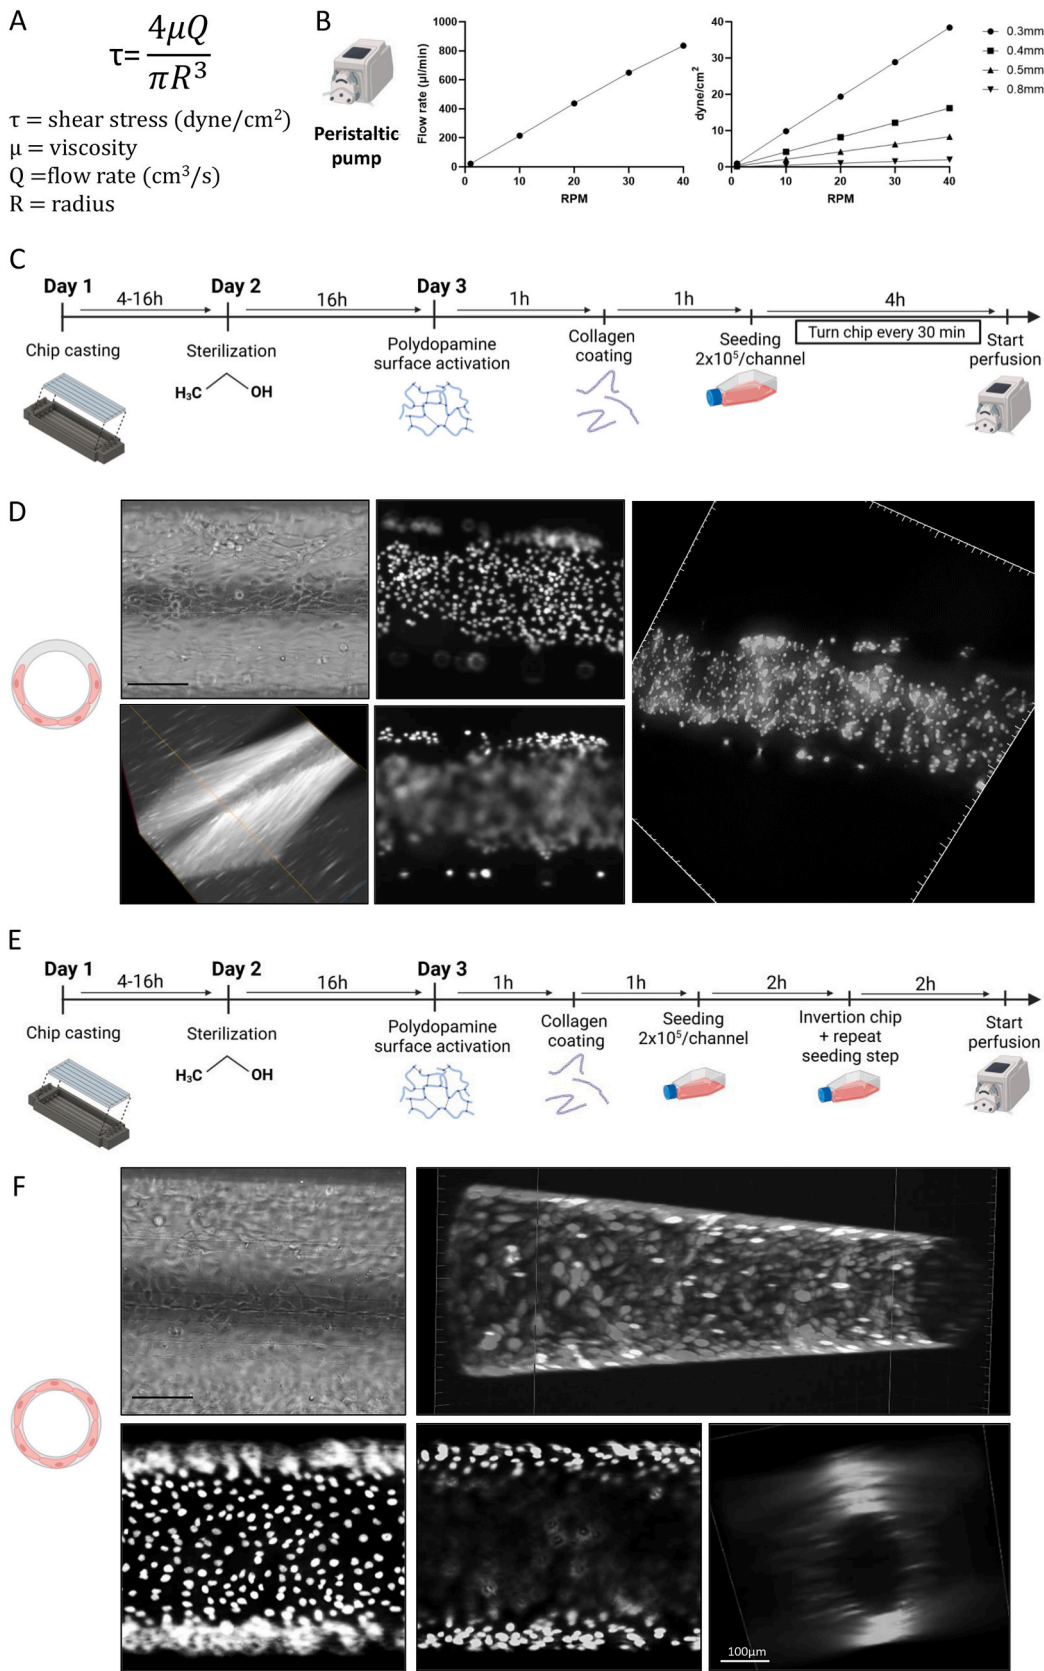 A
τ= 4μQ
πR³
τ = shear stress (dyne/cm²)
μ = viscosity
Q =flow rate (cm³/s)
R = radius
B
Peristaltic
pump
Flow rate (μl/min)
1000
800
600
400
200
0
0 10 20 30 40
RPM
dyne/cm²
40
30
20
10
0
0 10 20 30 40
RPM
0.3mm
0.4mm
0.5mm
0.8mm
C
Day 1
4-16h
Day 2
16h
Day 3
1h
1h
4h
Turn chip every 30 min
Chip casting
Sterilization
H₃C
OH
Polydopamine
surface activation
Collagen
coating
Seeding
2x10⁵/channel
Start
perfusion
D
E
Day 1
4-16h
Day 2
16h
Day 3
1h
1h
2h
2h
Chip casting
Sterilization
H₃C
OH
Polydopamine
surface activation
Collagen
coating
Seeding
2x10⁵/channel
Invertion chip
+ repeat
seeding step
Start
perfusion
F
100μm